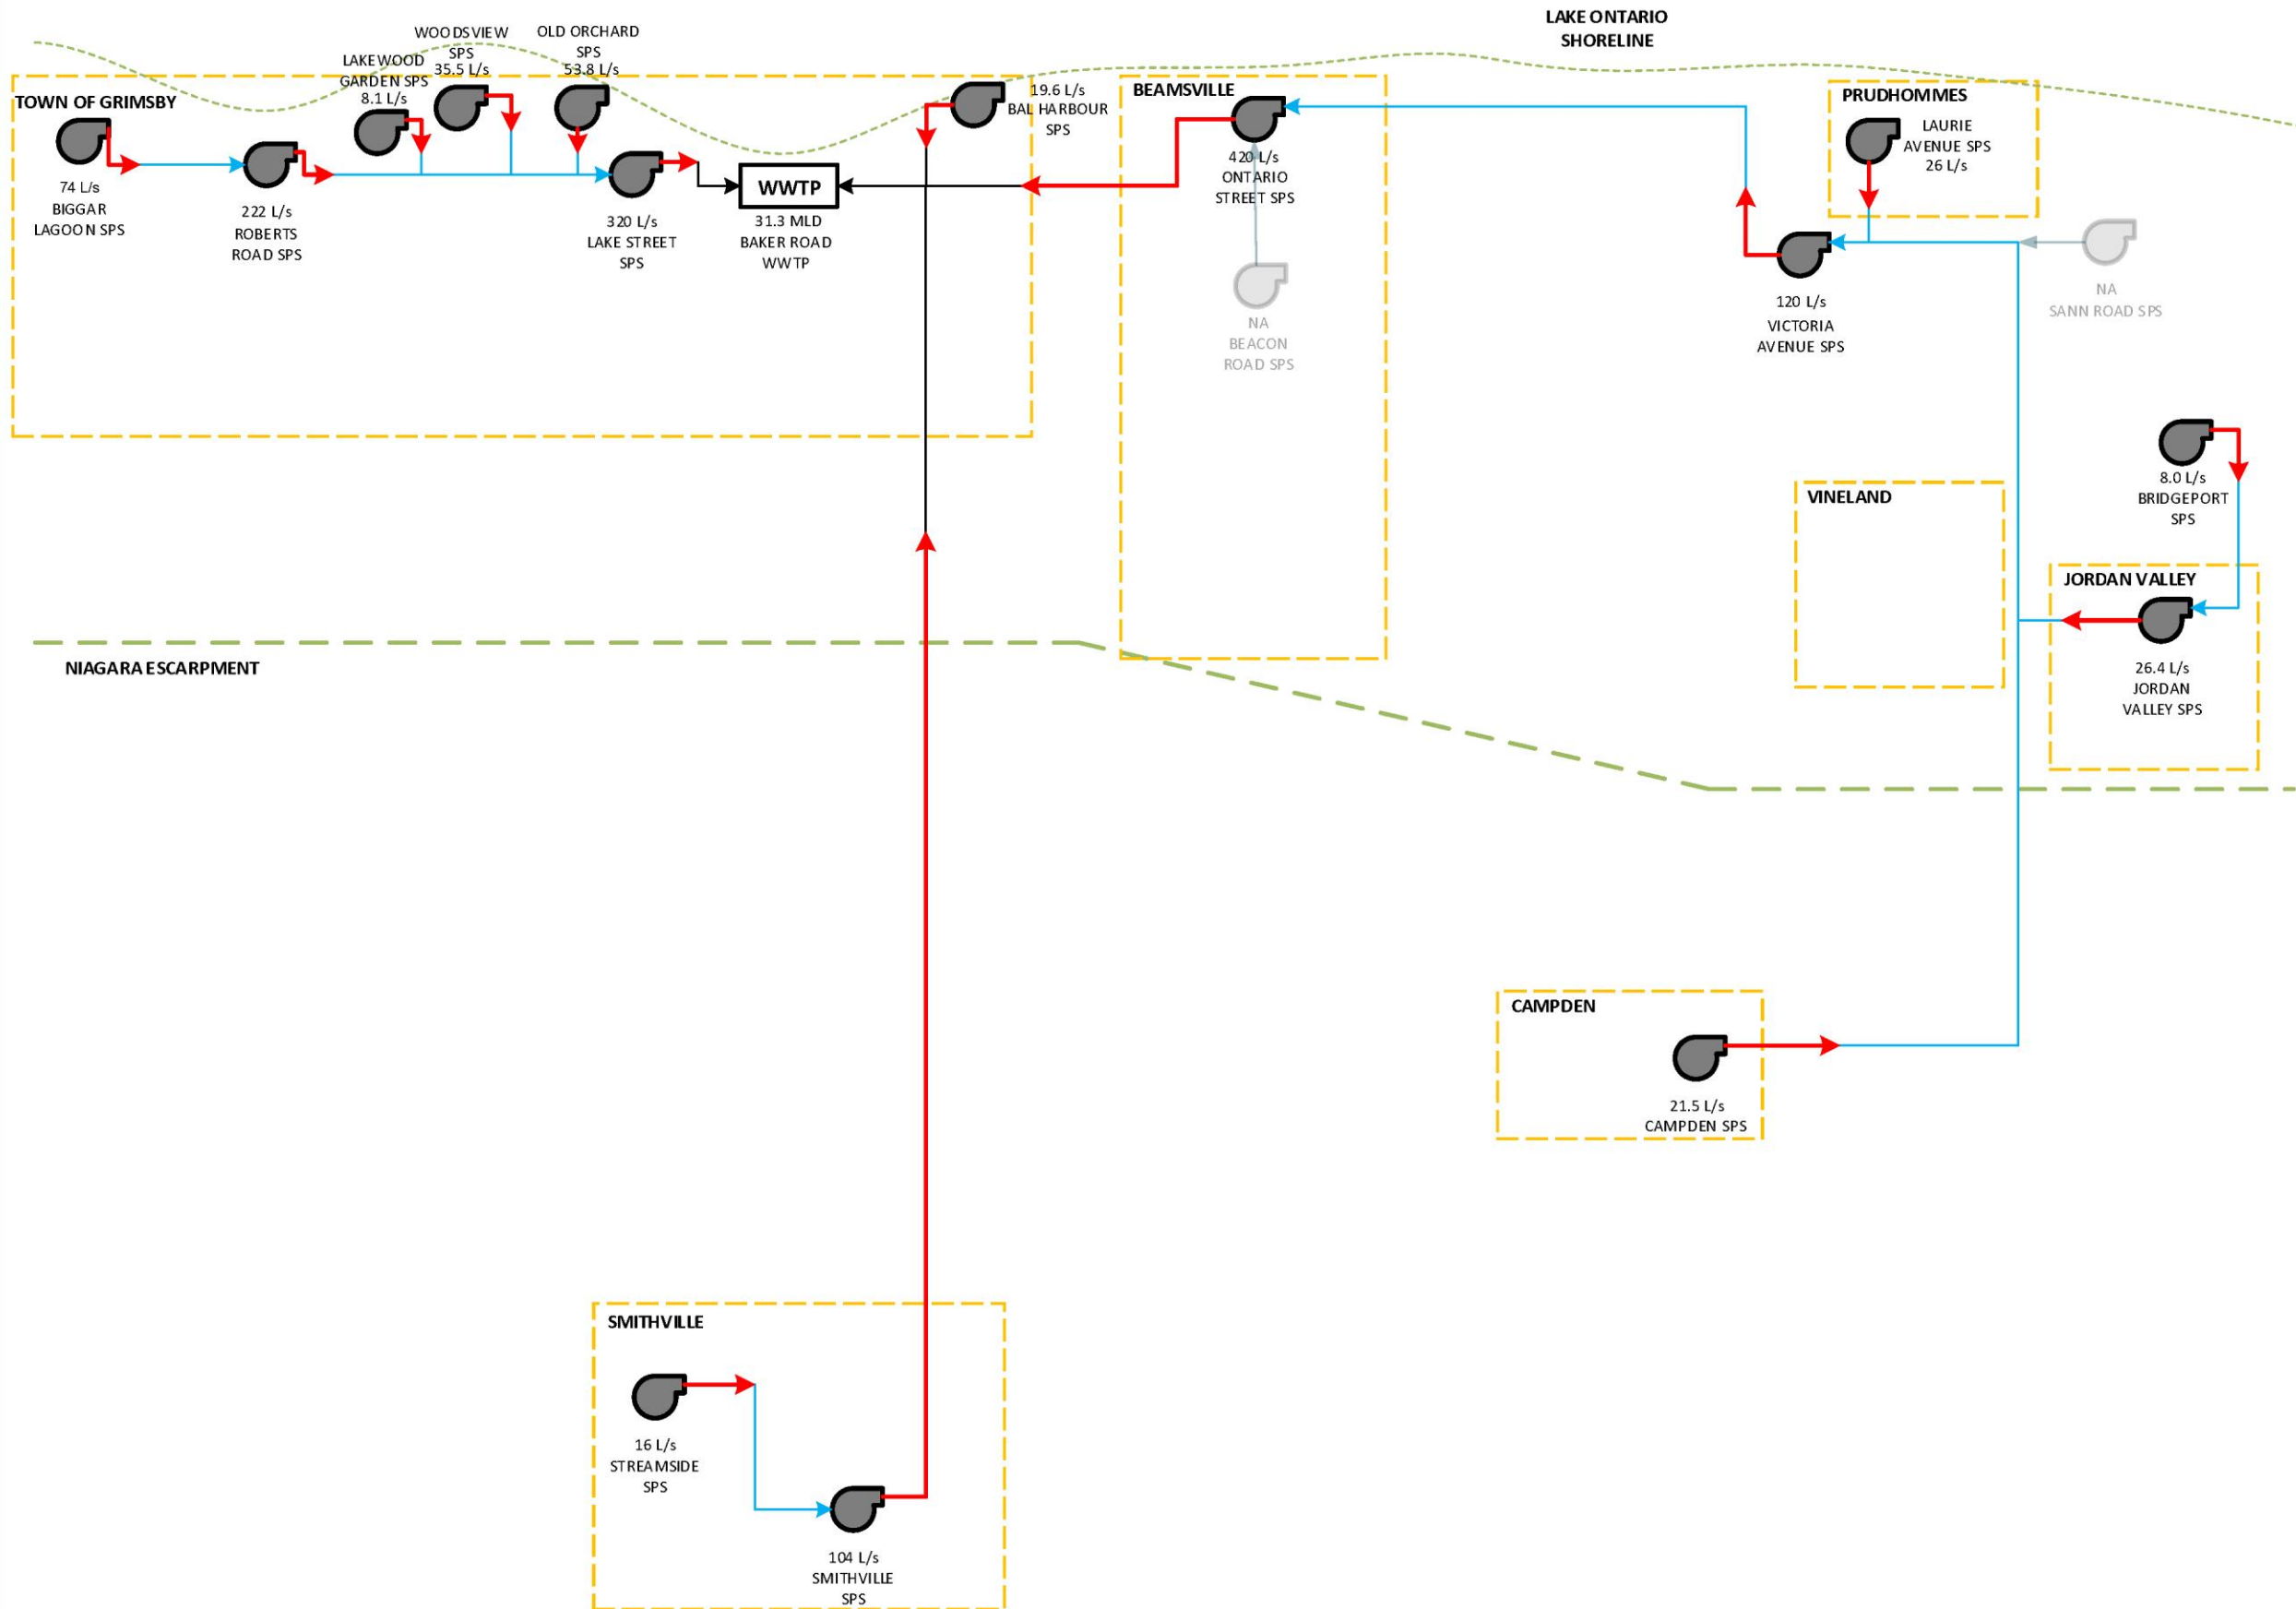 LAKE ONTARIO
SHORELINE
TOWN OF GRIMSBY
74 L/s
BIGGAR
LAGOON SPS
222 L/s
ROBERTS
ROAD SPS
LAKEWOOD
GARDEN SPS
8.1 L/s
WOODSVIEW
SPS
35.5 L/s
OLD ORCHARD
SPS
53.8 L/s
320 L/s
LAKE STREET
SPS
WWTP
31.3 MLD
BAKER ROAD
WWTP
19.6 L/s
BAL HARBOUR
SPS
BEAMSVILLE
420 L/s
ONTARIO
STREET SPS
NA
BEACON
ROAD SPS
PRUDHOMMES
LAURIE
AVENUE SPS
26 L/s
120 L/s
VICTORIA
AVENUE SPS
NA
SANN ROAD SPS
8.0 L/s
BRIDGEPORT
SPS
VINELAND
JORDAN VALLEY
26.4 L/s
JORDAN
VALLEY SPS
NIAGARA ESCARPMENT
CAMPDEN
21.5 L/s
CAMPDEN SPS
SMITHVILLE
16 L/s
STREAMSIDE
SPS
104 L/s
SMITHVILLE
SPS